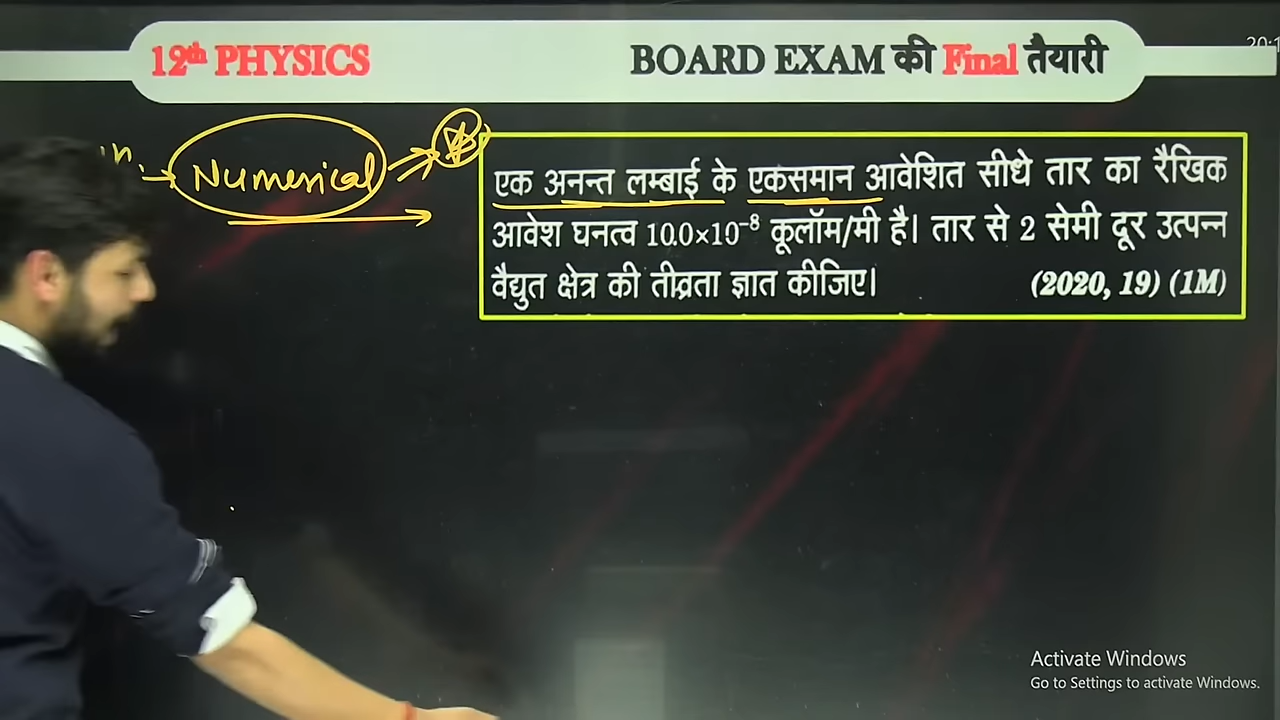 12th PHYSICS
BOARD EXAM की Final तैयारी
Numerical
एक अनन्त लम्बाई के एकसमान आवेशित सीधे तार का रैखिक
आवेश घनत्व 10.0×10⁻⁸ कूलॉम/मी है। तार से 2 सेमी दूर उत्पन्न
वैद्युत क्षेत्र की तीव्रता ज्ञात कीजिए। (2020, 19) (1M)
Activate Windows
Go to Settings to activate Windows.